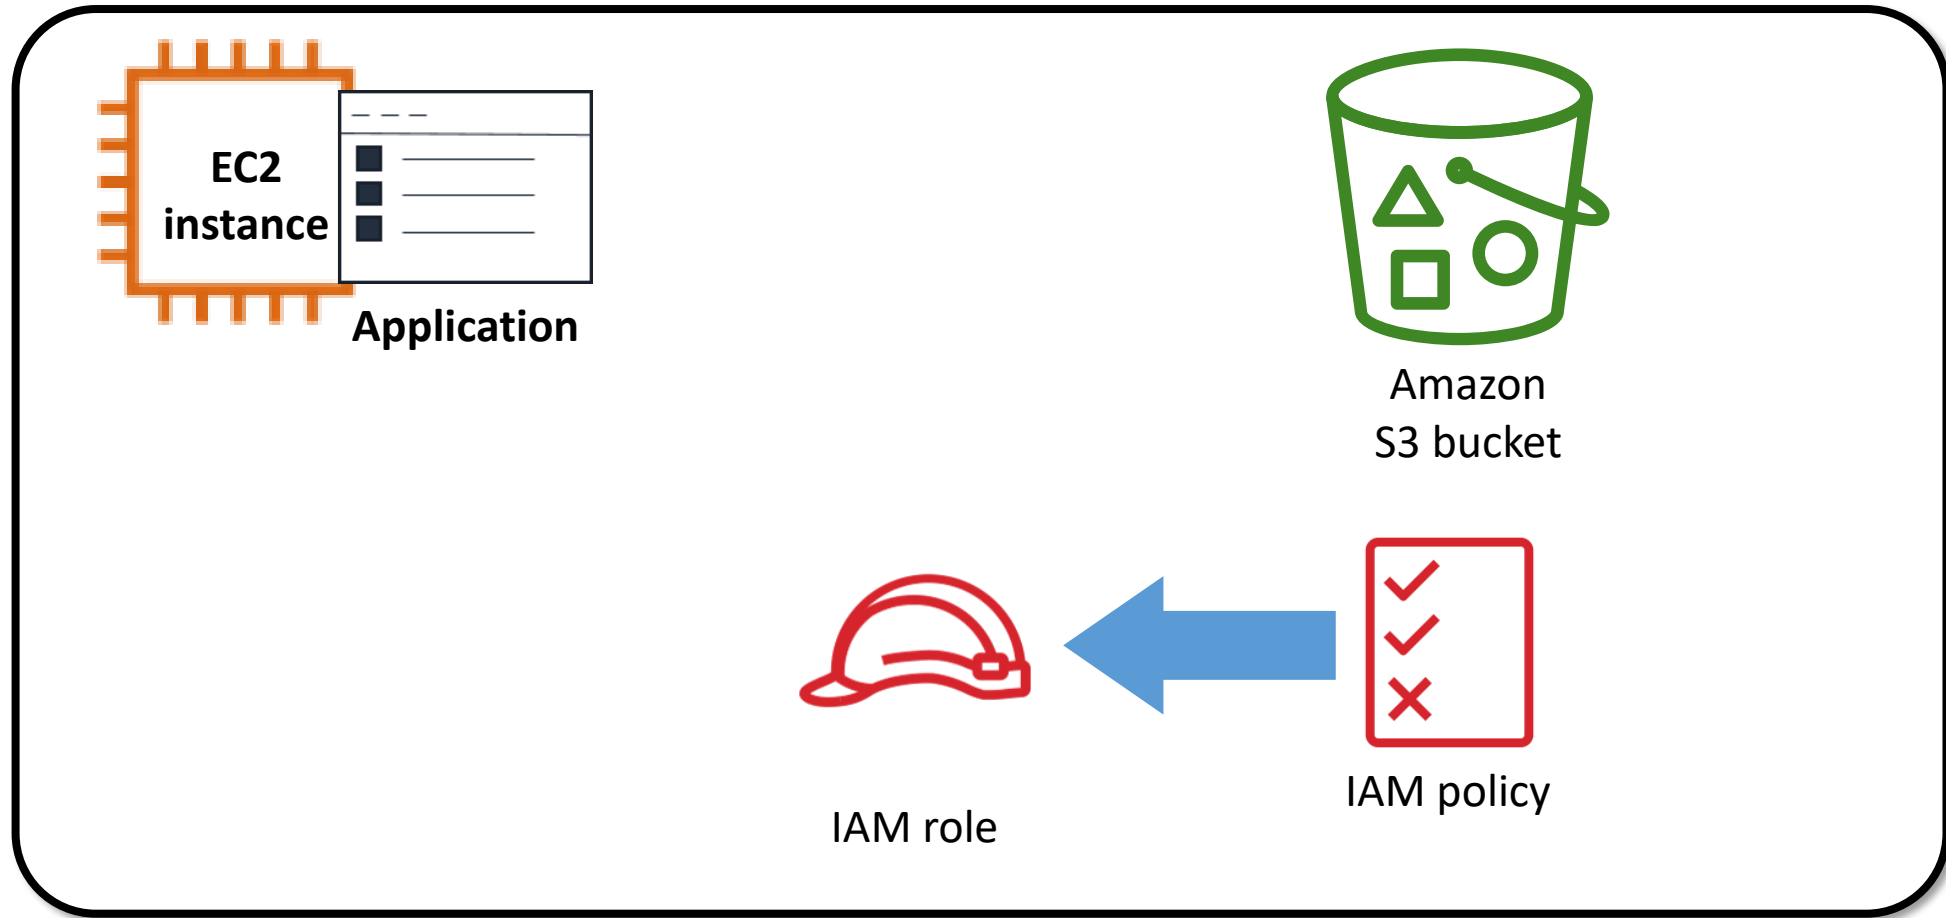 EC2
instance
Application
Amazon
S3 bucket
IAM role
IAM policy